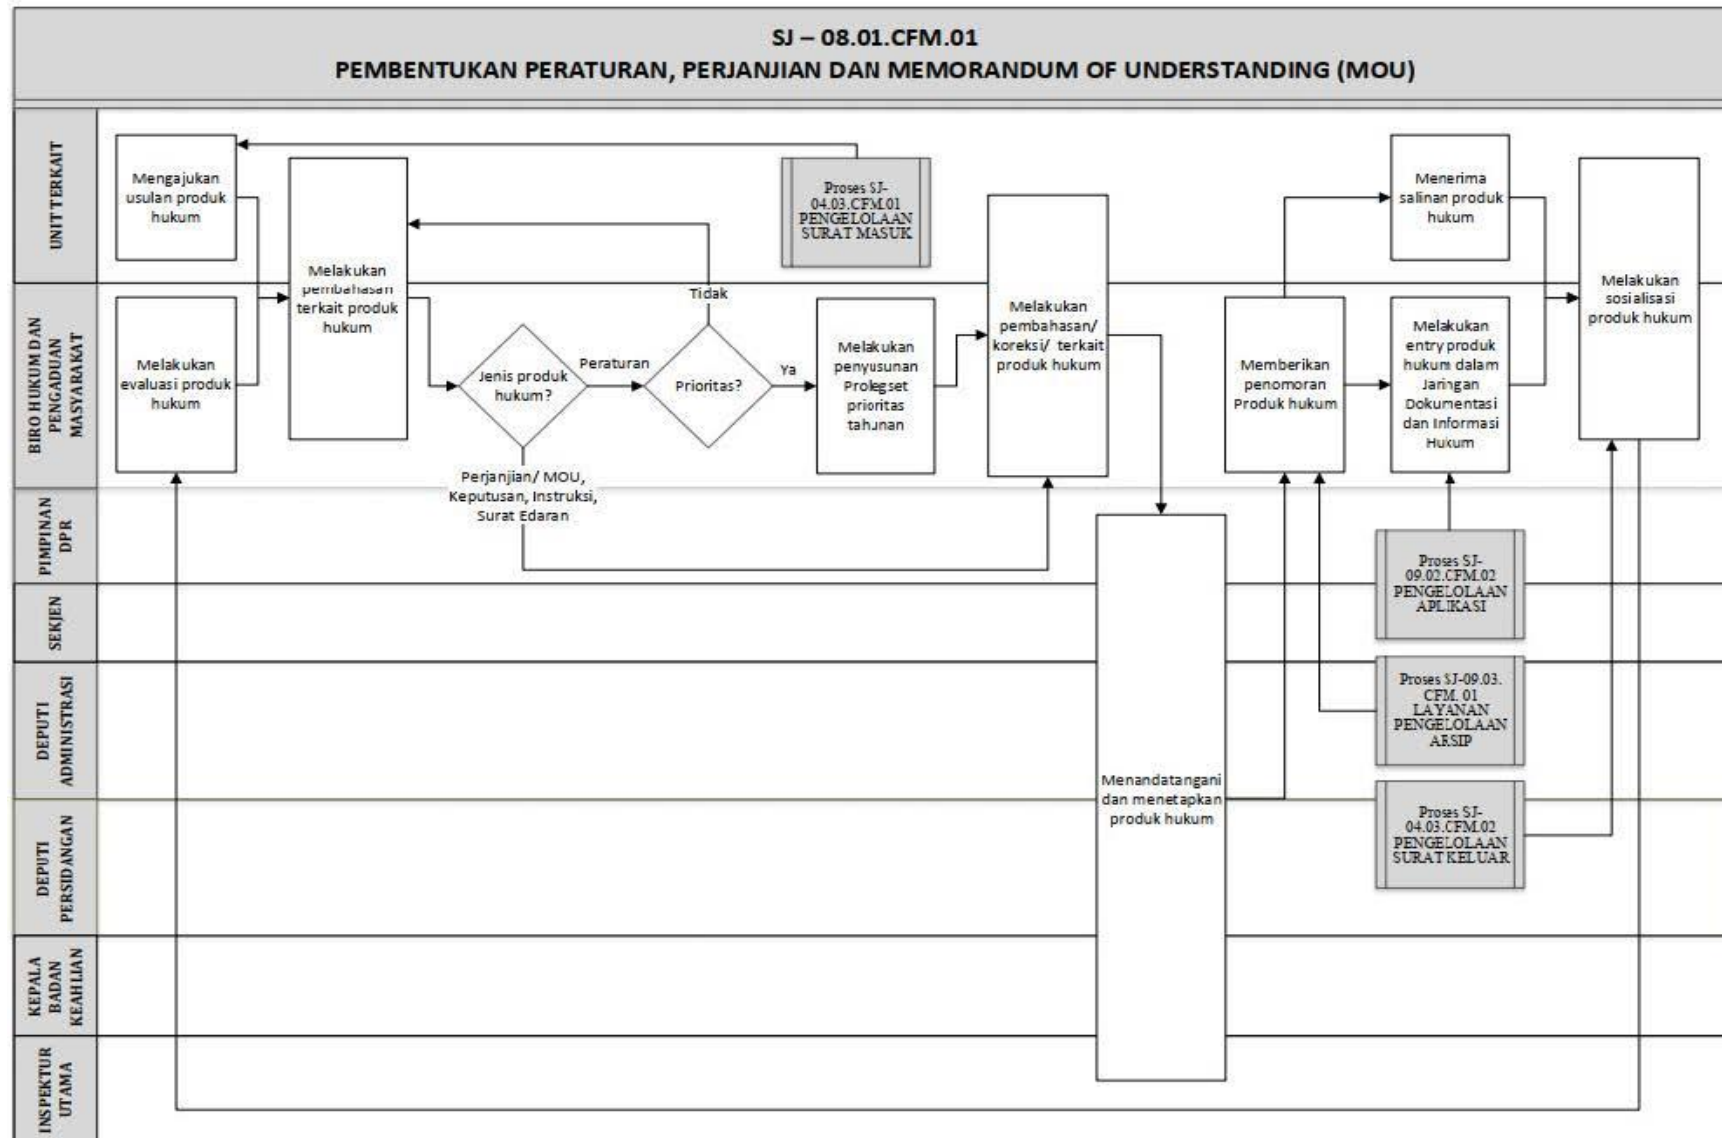 SJ – 08.01.CFM.01
PEMBENTUKAN PERATURAN, PERJANJIAN DAN MEMORANDUM OF UNDERSTANDING (MOU)
UNIT TERKAIT
Mengajukan
usulan produk
hukum
Melakukan
pembahasan
terkait produk
hukum
Proses SJ-
04.03.CFM.01
PENGELOLAAN
SURAT MASUK
Menerima
salinan produk
hukum
Melakukan
sosialisasi
produk hukum
BIRO HUKUM DAN
PENGADUAN
MASYARAKAT
Melakukan
evaluasi produk
hukum
Jenis produk
hukum?
Peraturan
Perjanjian/ MOU,
Keputusan, Instruksi,
Surat Edaran
Prioritas?
Tidak
Ya
Melakukan
penyusunan
Prolegset
prioritas
tahunan
Melakukan
pembahasan/
koreksi/ terkait
produk hukum
Memberikan
penomoran
Produk hukum
Melakukan
entry produk
hukum dalam
Jaringan
Dokumentasi
dan Informasi
Hukum
PIMPINAN
DPR
Proses SJ-
09.02.CFM.02
PENGELOLAAN
APLIKASI
SEKJEN
DEPUTI
ADMINISTRASI
Proses SJ-09.03.
CFM. 01
LAYANAN
PENGELOLAAN
ARSIP
Menandatangani
dan menetapkan
produk hukum
DEPUTI
PERSIDANGAN
Proses SJ-
04.03.CFM.02
PENGELOLAAN
SURAT KELUAR
KEPALA
BADAN
KEAHLIAN
INSPEKTUR
UTAMA